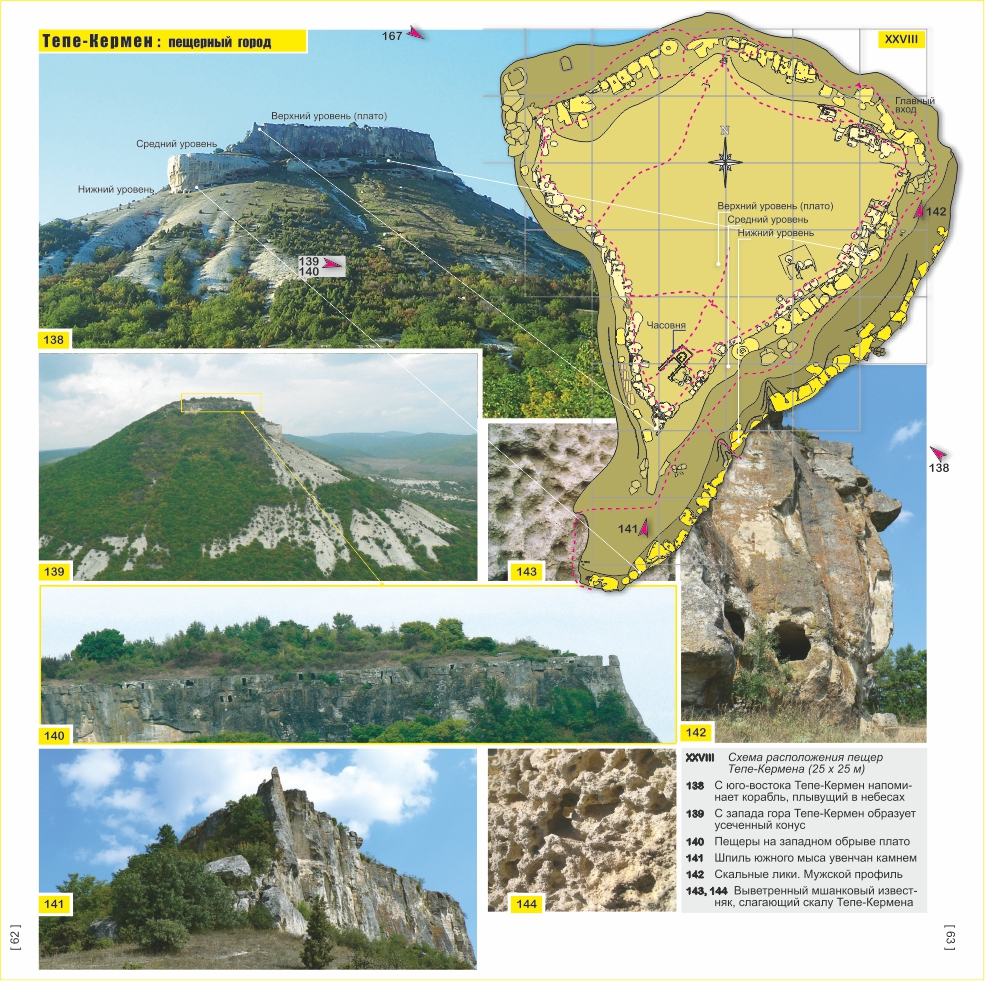 Тепе-Кермен : пещерный город
167
XXVIII
Верхний уровень (плато)
Средний уровень
Нижний уровень
139
140
138
Главный
вход
N
142
Верхний уровень (плато)
Средний уровень
Нижний уровень
Часовня
138
141
139
143
140
142
141
144
XXVIII Схема расположения пещер
Тепе-Кермена (25 x 25 м)
138 С юго-востока Тепе-Кермен напоми-
нает корабль, плывущий в небесах
139 С запада гора Тепе-Кермен образует
усеченный конус
140 Пещеры на западном обрыве плато
141 Шпиль южного мыса увенчан камнем
142 Скальные лики. Мужской профиль
143, 144 Выветренный мшанковый извест-
няк, слагающий скалу Тепе-Кермена
[ 62 ]
[ 63 ]